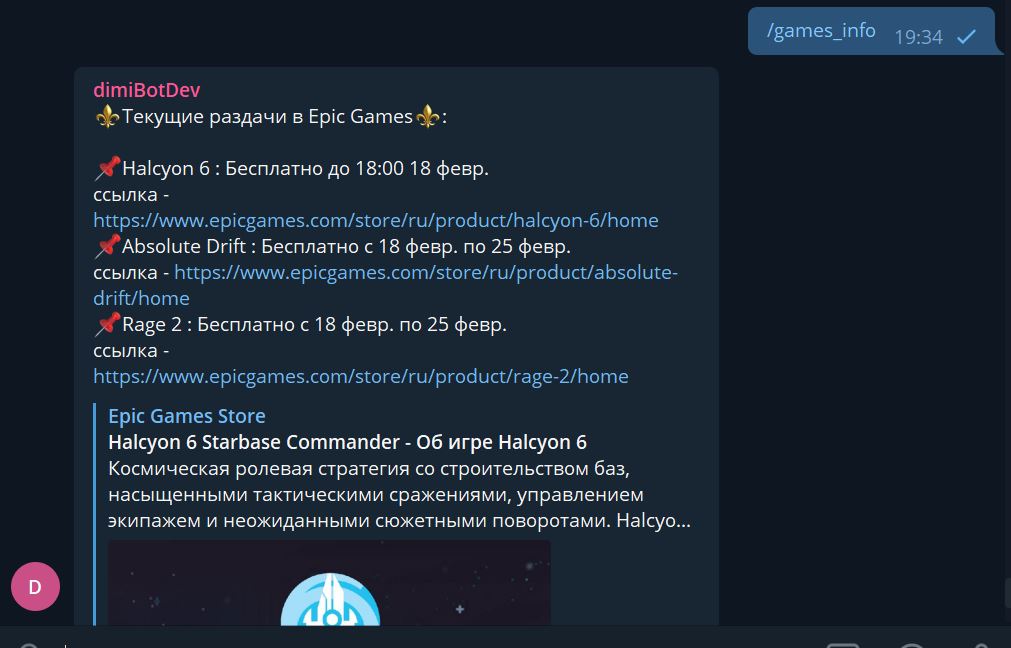 /games_info 19:34
dimiBotDev
Текущие раздачи в Epic Games:
Halcyon 6 : Бесплатно до 18:00 18 февр.
ссылка -
https://www.epicgames.com/store/ru/product/halcyon-6/home
Absolute Drift : Бесплатно с 18 февр. по 25 февр.
ссылка - https://www.epicgames.com/store/ru/product/absolute-
drift/home
Rage 2 : Бесплатно с 18 февр. по 25 февр.
ссылка -
https://www.epicgames.com/store/ru/product/rage-2/home
Epic Games Store
Halcyon 6 Starbase Commander - Об игре Halcyon 6
Космическая ролевая стратегия со строительством баз,
насыщенными тактическими сражениями, управлением
экипажем и неожиданными сюжетными поворотами. Halcyo...
D